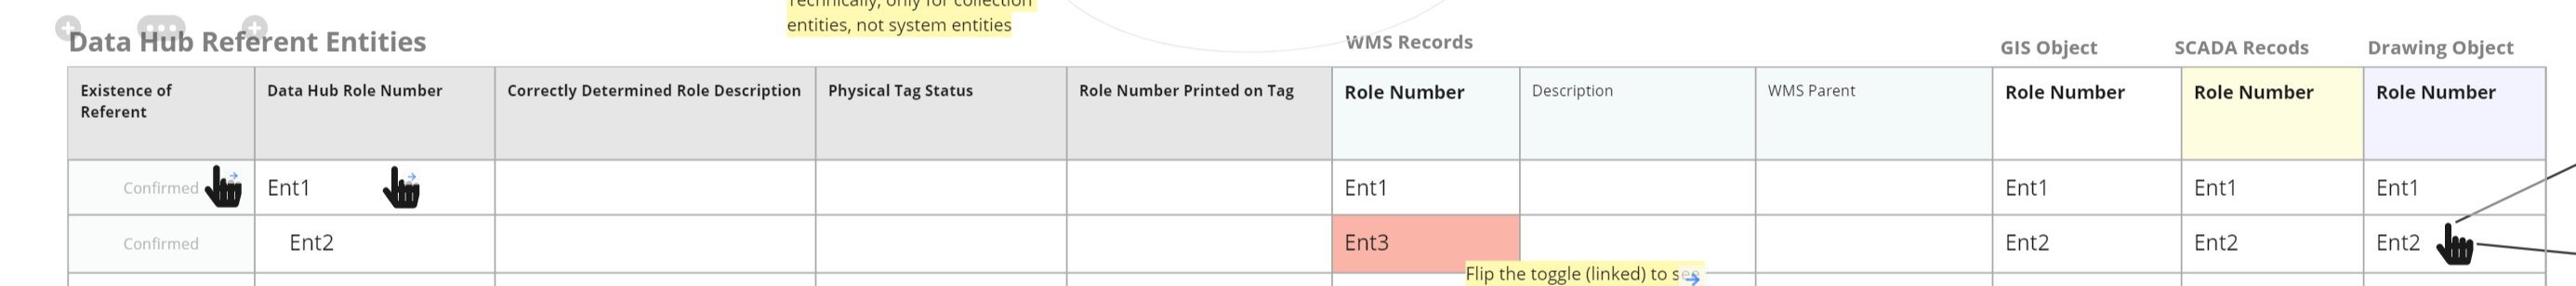 Technically, only for collection
entities, not system entities
Data Hub Referent Entities
WMS Records
GIS Object
SCADA Recods
Drawing Object
Existence of
Referent
Data Hub Role Number
Correctly Determined Role Description
Physical Tag Status
Role Number Printed on Tag
Role Number
Description
WMS Parent
Role Number
Role Number
Role Number
Confirmed
Ent1
Ent1
Ent1
Ent1
Ent1
Confirmed
Ent2
Ent3
Ent2
Ent2
Ent2
Flip the toggle (linked) to see